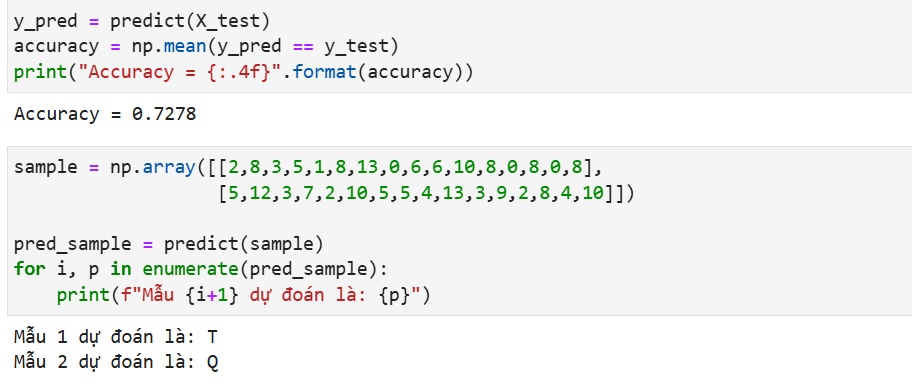 y_pred = predict(X_test)
accuracy = np.mean(y_pred == y_test)
print("Accuracy = {:.4f}".format(accuracy))
Accuracy = 0.7278
sample = np.array([[2,8,3,5,1,8,13,0,6,6,10,8,0,8,0,8],
[5,12,3,7,2,10,5,5,4,13,3,9,2,8,4,10]])
pred_sample = predict(sample)
for i, p in enumerate(pred_sample):
print(f"Mẫu {i+1} dự đoán là: {p}")
Mẫu 1 dự đoán là: T
Mẫu 2 dự đoán là: Q